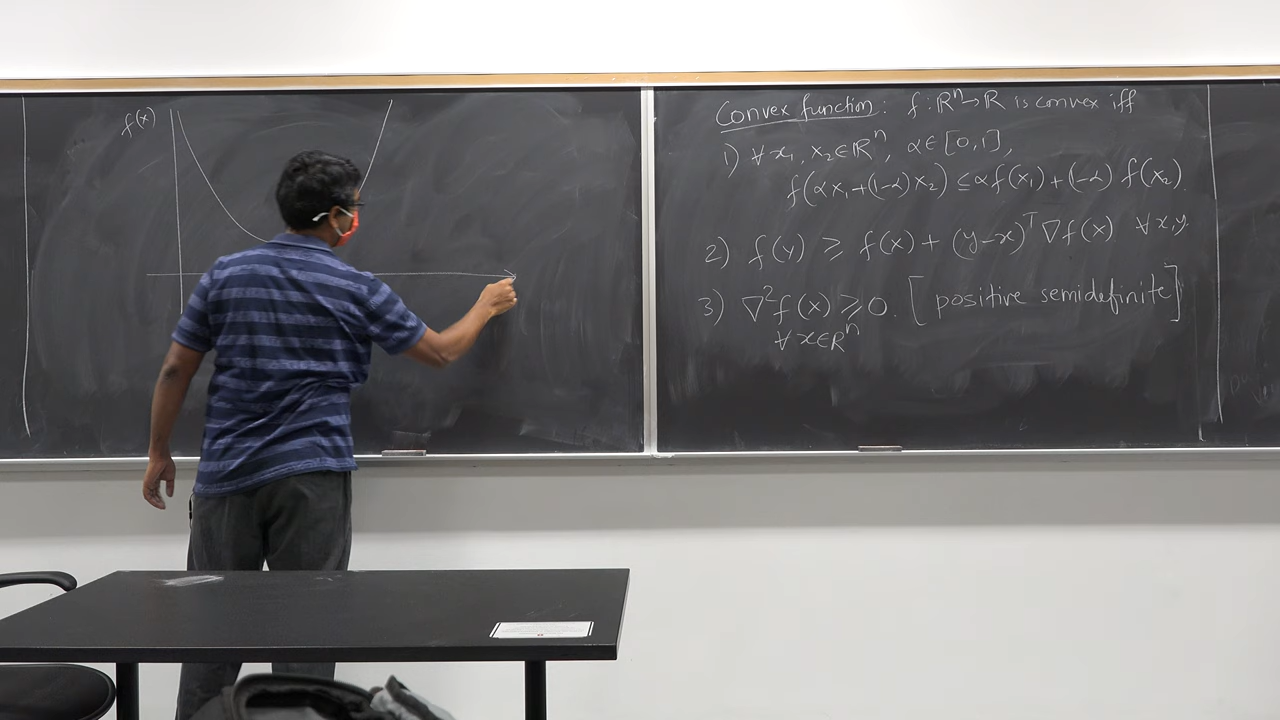 f(x)
Convex function: f: ℝⁿ→ℝ is convex iff
1) ∀ x₁, x₂ ∈ ℝⁿ, α ∈ [0,1],
f(αx₁+(1-α)x₂) ≤ αf(x₁)+(1-α) f(x₂).
2) f(y) ≥ f(x) + (y-x)ᵀ ∇f(x) ∀ x,y.
3) ∇²f(x) ≥ 0. [positive semidefinite]
∀ x∈ℝⁿ